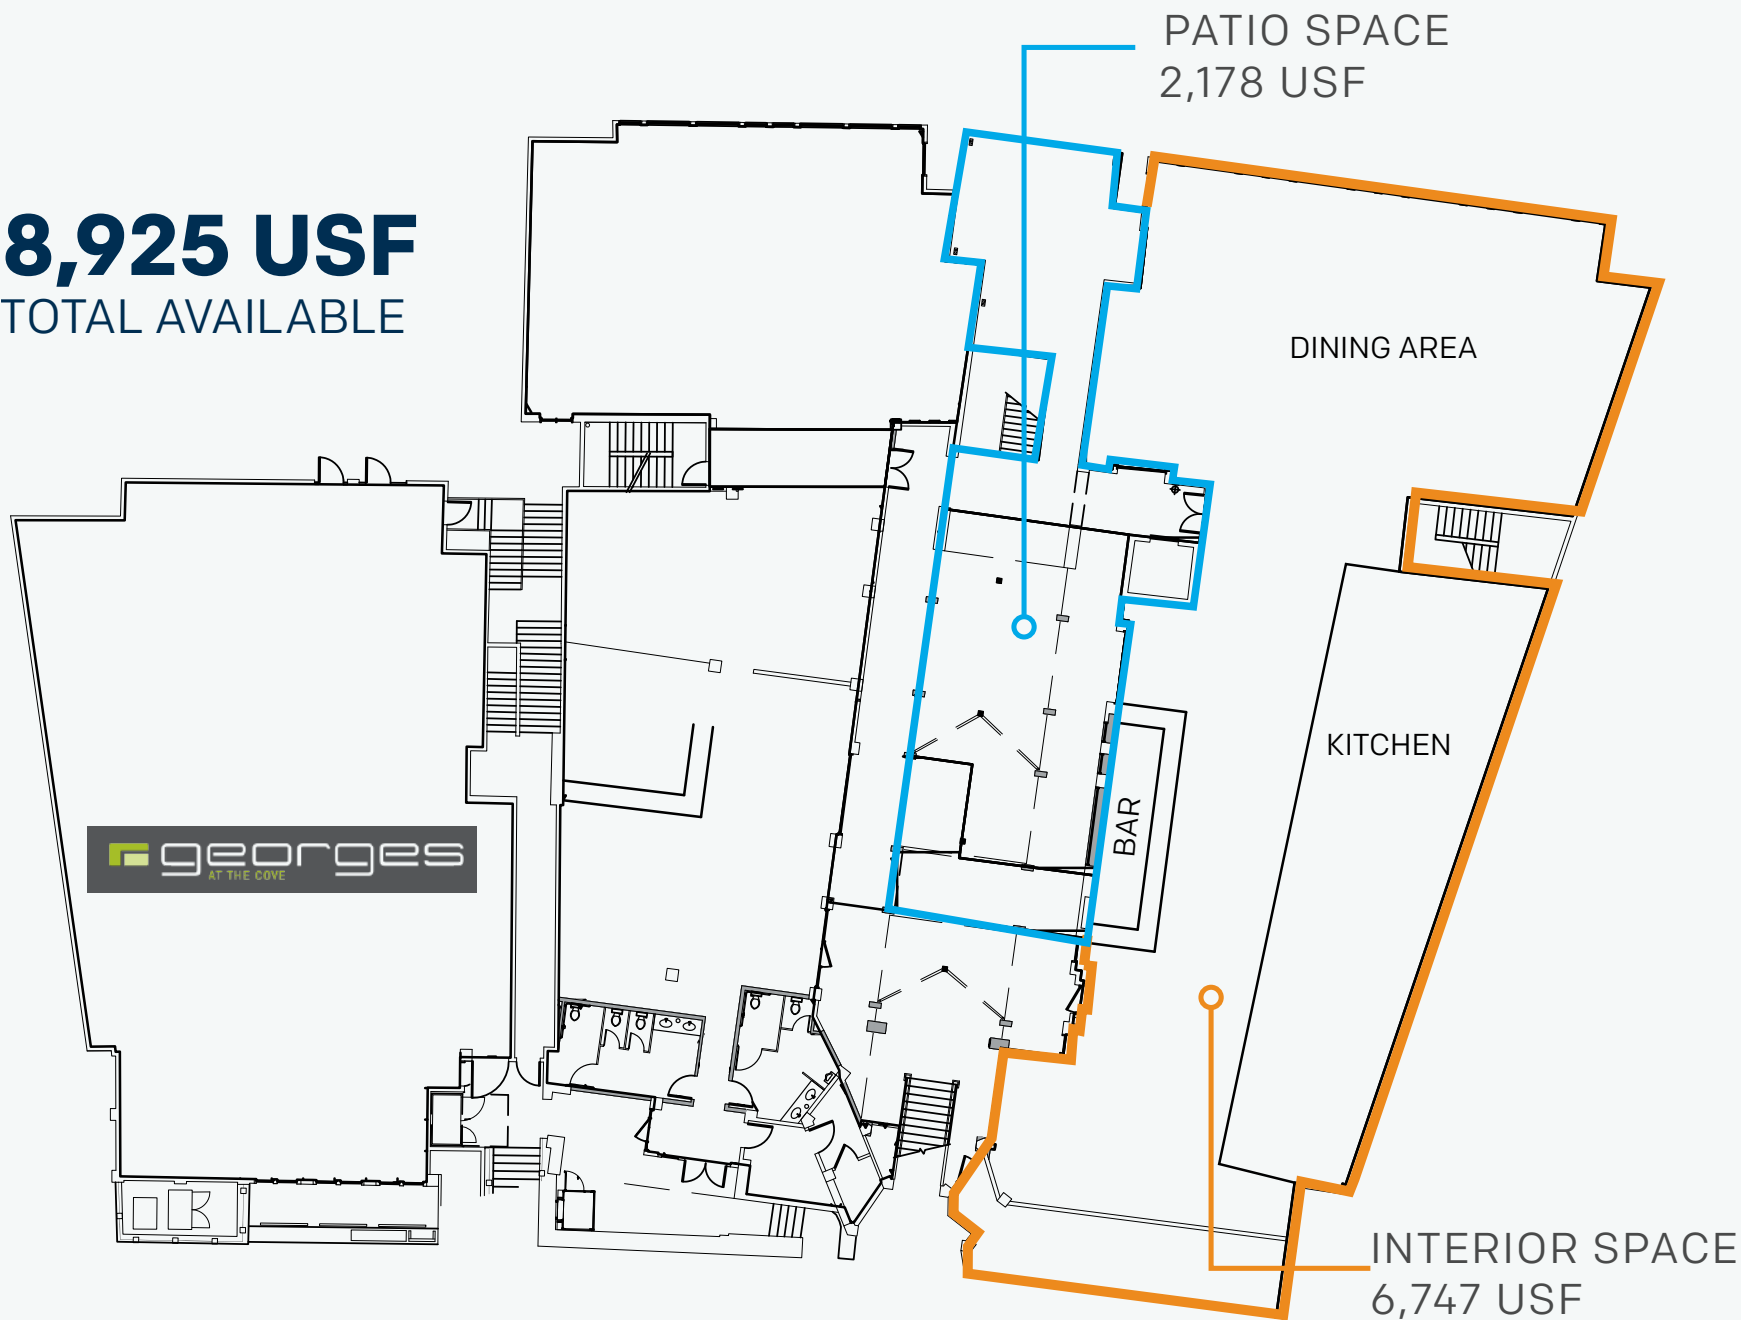 PATIO SPACE
2,178 USF
8,925 USF
TOTAL AVAILABLE
DINING AREA
KITCHEN
BAR
georges
AT THE COVE
INTERIOR SPACE
6,747 USF